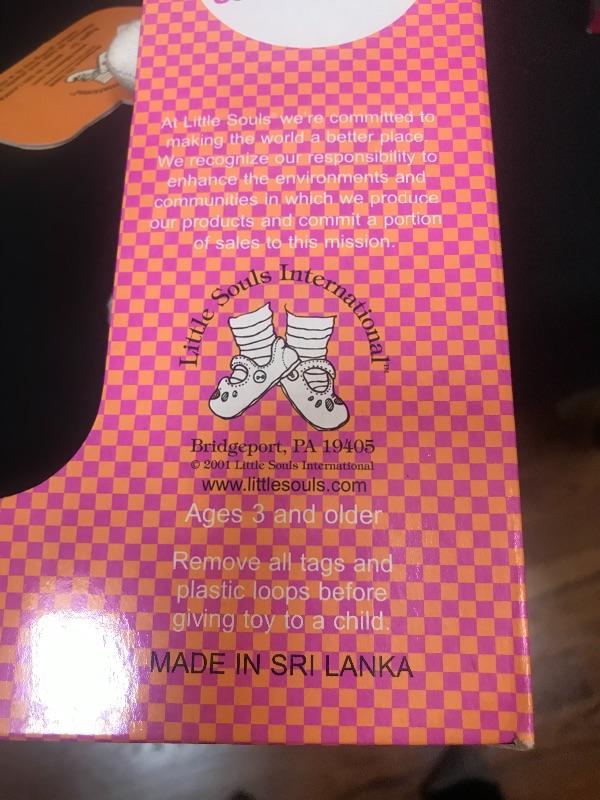 At Little Souls we're committed to
making the world a better place.
We recognize our responsibility to
enhance the environments and
communities in which we produce
our products and commit a portion
of sales to this mission.
Little Souls International™
Bridgeport, PA 19405
© 2001 Little Souls International
www.littlesouls.com
Ages 3 and older
Remove all tags and
plastic loops before
giving toy to a child.
MADE IN SRI LANKA